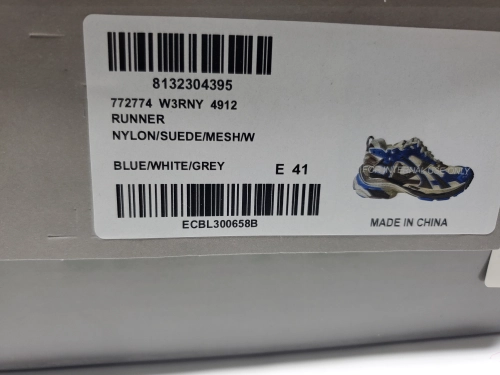 8132304395
772774 W3RNY 4912
RUNNER
NYLON/SUEDE/MESH/W
BLUE/WHITE/GREY E 41
ECBL300658B
MADE IN CHINA